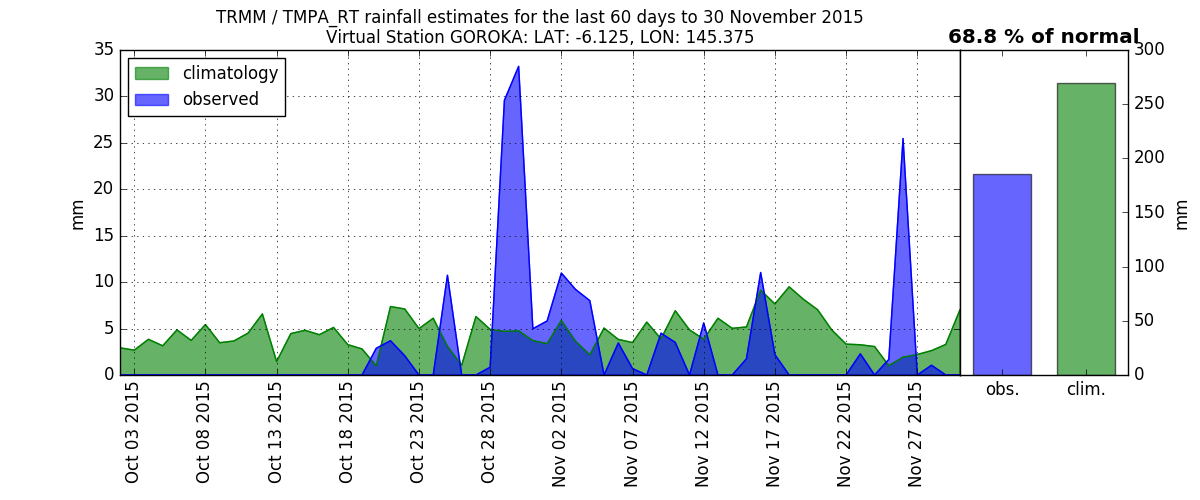 TRMM / TMPA_RT rainfall estimates for the last 60 days to 30 November 2015
Virtual Station GOROKA: LAT: -6.125, LON: 145.375
68.8 % of normal
climatology
observed
35
30
25
20
15
10
5
0
mm
300
250
200
150
100
50
0
mm
Oct 03 2015
Oct 08 2015
Oct 13 2015
Oct 18 2015
Oct 23 2015
Oct 28 2015
Nov 02 2015
Nov 07 2015
Nov 12 2015
Nov 17 2015
Nov 22 2015
Nov 27 2015
obs.
clim.